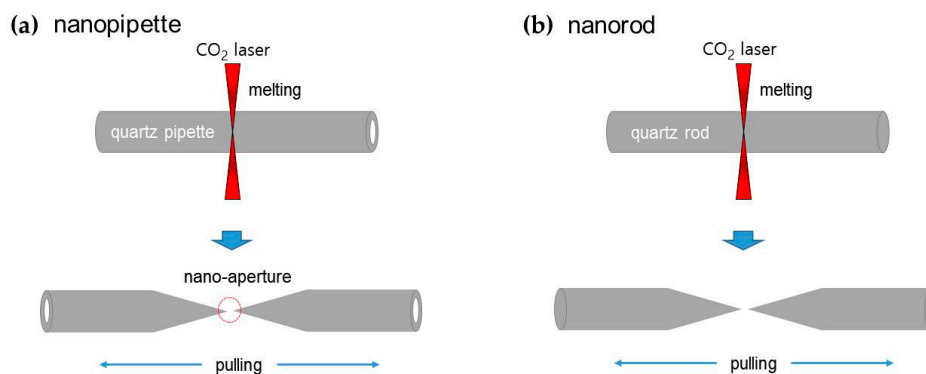 (a) nanopipette
CO₂ laser
melting
quartz pipette
nano-aperture
pulling
(b) nanorod
CO₂ laser
melting
quartz rod
pulling